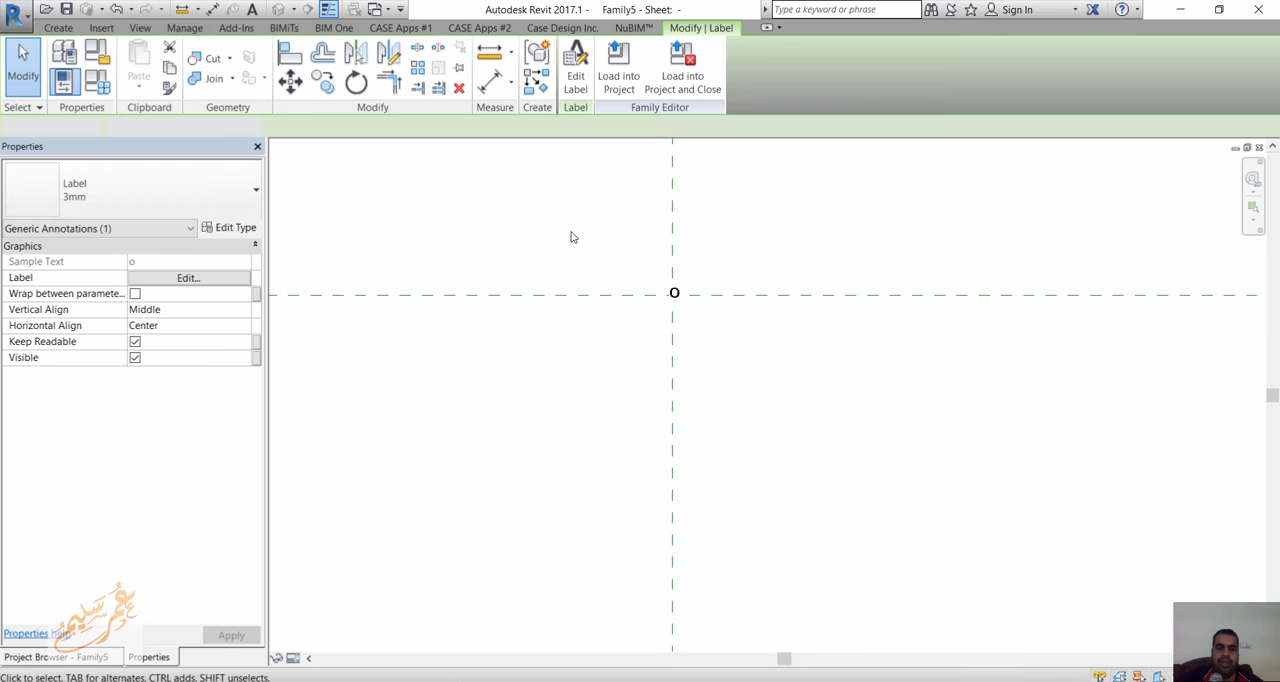 Autodesk Revit 2017.1 - Family5 - Sheet: -
Type a keyword or phrase
Sign In
Create Insert View Manage Add-Ins BIMiTs BIM One CASE Apps #1 CASE Apps #2 Case Design Inc. NuBIM™ Modify | Label
Modify
Paste
Cut
Join
Edit Label
Load into Project
Load into Project and Close
Select Properties Clipboard Geometry Modify Measure Create Label Family Editor
Properties
Label
3mm
Generic Annotations (1)
Edit Type
Graphics
Sample Text o
Label Edit...
Wrap between paramete...
Vertical Align Middle
Horizontal Align Center
Keep Readable
Visible
o
عمر سليم
Properties help
Apply
Project Browser - Family5
Properties
Click to select, TAB for alternates, CTRL adds, SHIFT unselects.